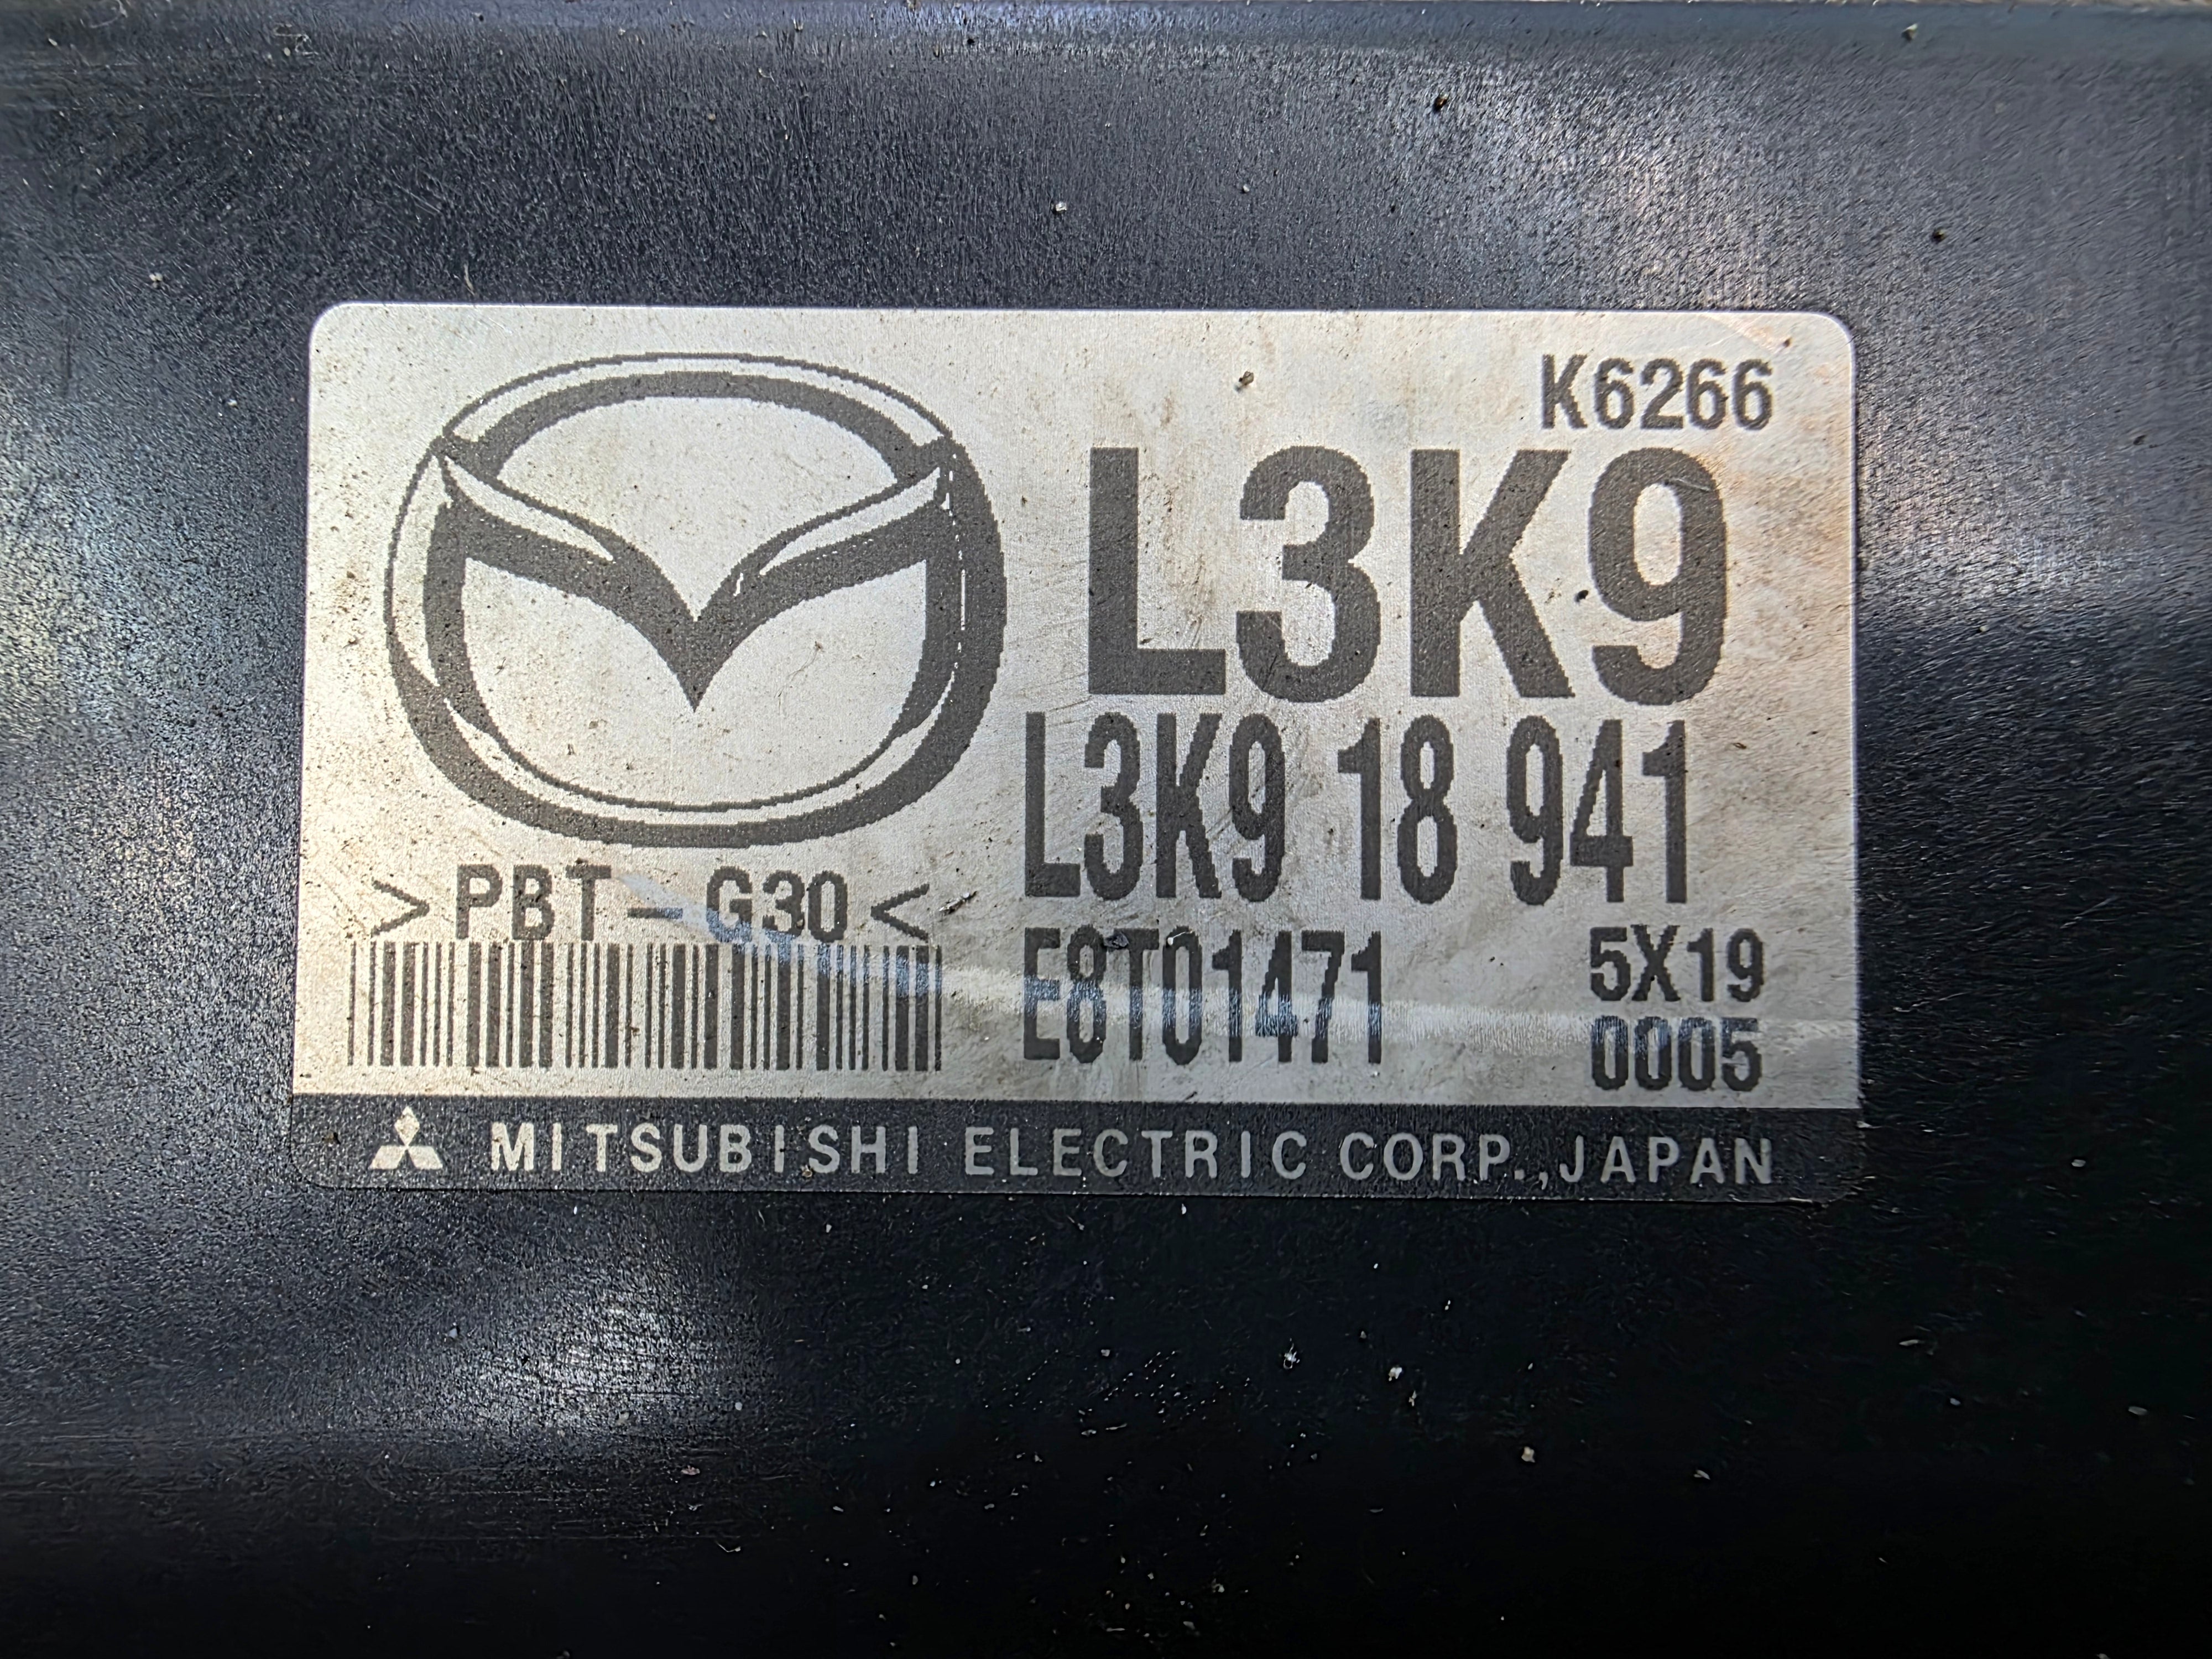 K6266
L3K9
L3K9 18 941
>PBT-G30<
E8T01471
5X19
0005
MITSUBISHI ELECTRIC CORP.,JAPAN